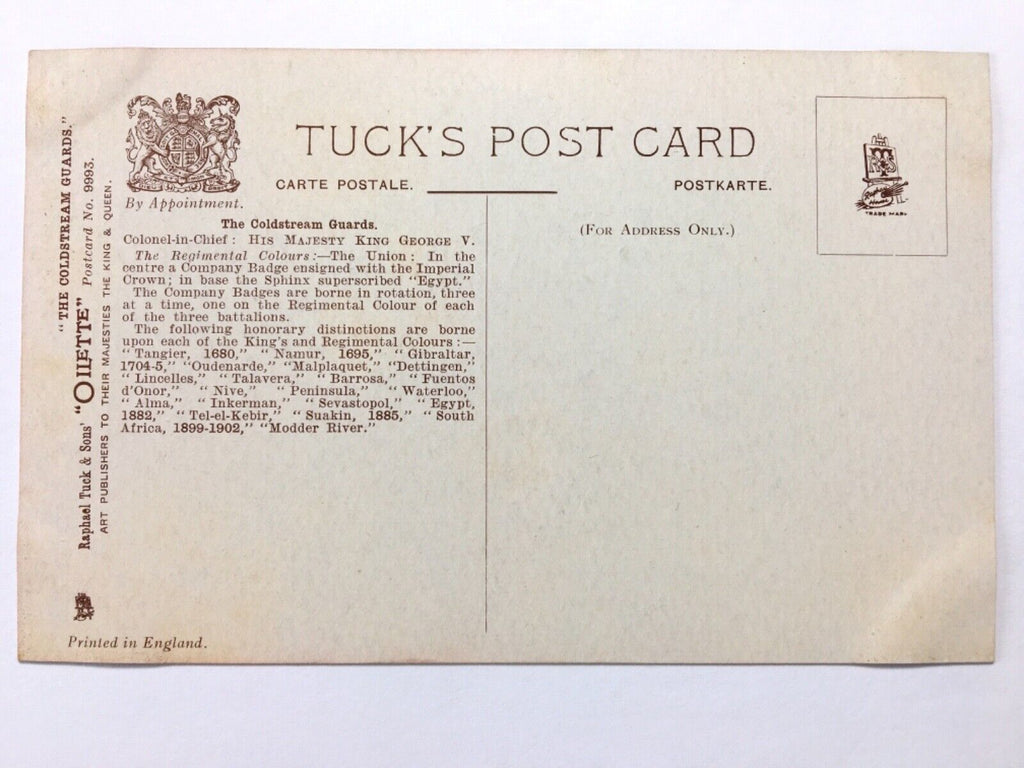 TUCK'S POST CARD
CARTE POSTALE.
POSTKARTE.
By Appointment.
(For Address Only.)
The Coldstream Guards.
Colonel-in-Chief: His Majesty King George V.
The Regimental Colours:—The Union: In the
centre a Company Badge ensigned with the Imperial
Crown; in base the Sphinx superscribed "Egypt."
The Company Badges are borne in rotation, three
at a time, one on the Regimental Colour of each
of the three battalions.
The following honorary distinctions are borne
upon each of the King's and Regimental Colours:—
"Tangier, 1680," "Namur, 1695," "Gibraltar,
1704-5," "Oudenarde," "Malplaquet," "Dettingen,"
"Lincelles," "Talavera," "Barrosa," "Fuentos
d'Onor," "Nive," "Peninsula," "Waterloo,"
"Alma," "Inkerman," "Sevastopol," "Egypt,
1882," "Tel-el-Kebir," "Suakin, 1885," "South
Africa, 1899-1902," "Modder River."
"THE COLDSTREAM GUARDS."
Raphael Tuck & Sons' "OILETTE" Postcard No. 9993.
ART PUBLISHERS TO THEIR MAJESTIES THE KING & QUEEN.
Printed in England.
TRADE MARK